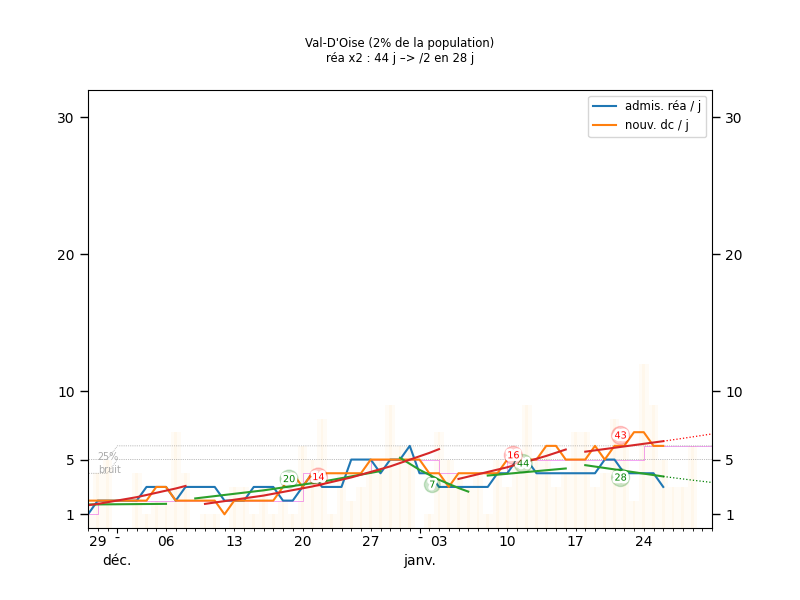 Val-D'Oise (2% de la population)
réa x2 : 44 j –> /2 en 28 j
admis. réa / j
nouv. dc / j
30
30
20
20
10
10
5
5
1
1
25%
bruit
20
14
7
16
44
43
28
29 - 06 13 20 27 - 03 10 17 24
déc. janv.